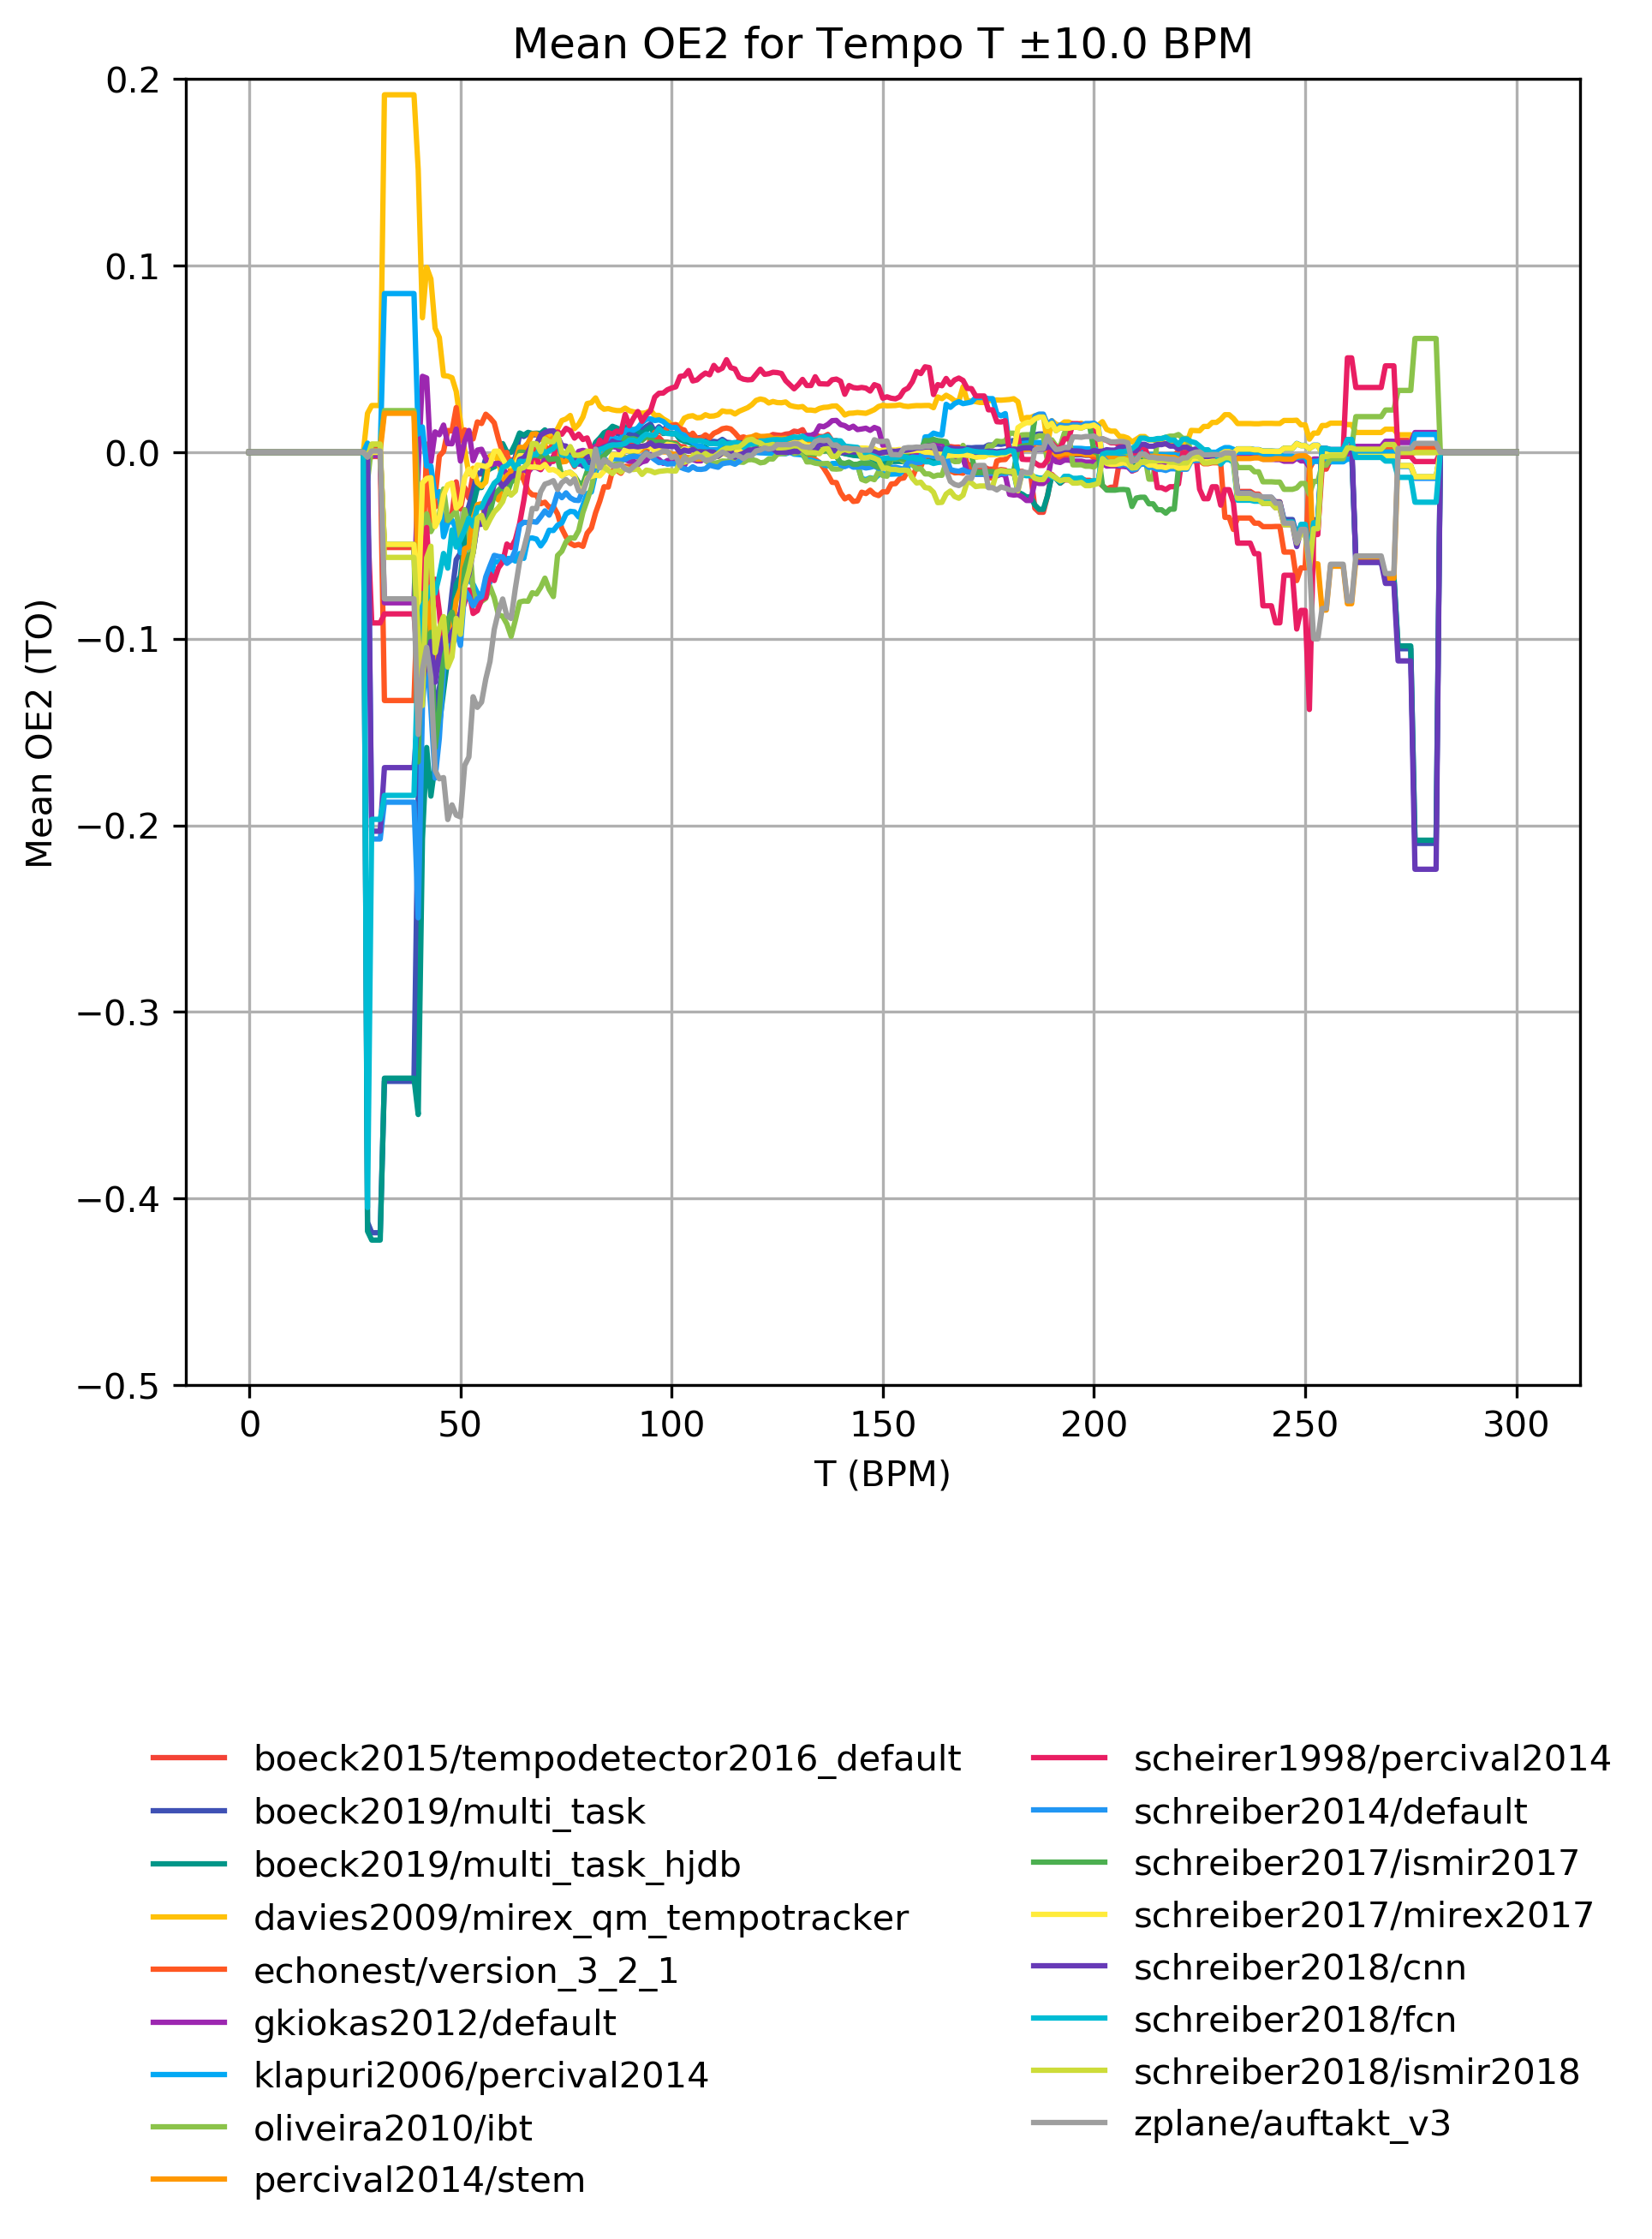 Mean OE2 for Tempo T ±10.0 BPM
0.2
0.1
0.0
−0.1
−0.2
−0.3
−0.4
−0.5
Mean OE2 (TO)
0 50 100 150 200 250 300
T (BPM)
boeck2015/tempodetector2016_default
boeck2019/multi_task
boeck2019/multi_task_hjdb
davies2009/mirex_qm_tempotracker
echonest/version_3_2_1
gkiokas2012/default
klapuri2006/percival2014
oliveira2010/ibt
percival2014/stem
scheirer1998/percival2014
schreiber2014/default
schreiber2017/ismir2017
schreiber2017/mirex2017
schreiber2018/cnn
schreiber2018/fcn
schreiber2018/ismir2018
zplane/auftakt_v3